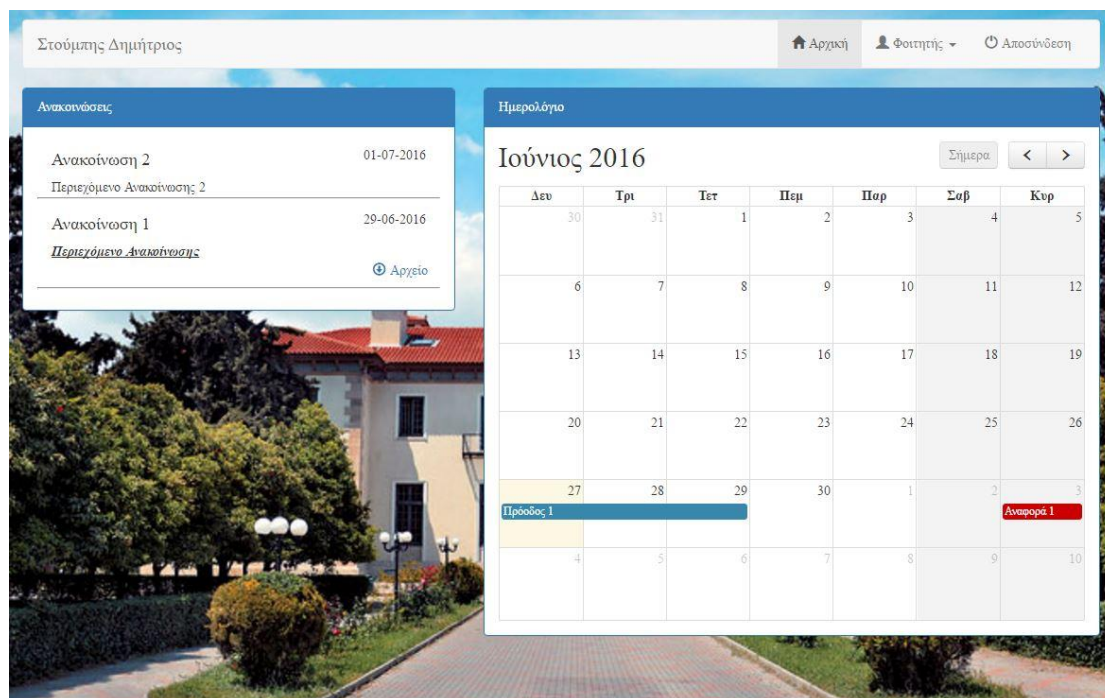 Στούμπης Δημήτριος
Αρχική Φοιτητής Αποσύνδεση
Ανακοινώσεις
Ανακοίνωση 2 01-07-2016
Περιεχόμενο Ανακοίνωσης 2
Ανακοίνωση 1 29-06-2016
Περιεχόμενο Ανακοίνωσης
Αρχείο
Ημερολόγιο
Ιούνιος 2016 Σήμερα
Δευ Τρι Τετ Πεμ Παρ Σαβ Κυρ
30 31 1 2 3 4 5
6 7 8 9 10 11 12
13 14 15 16 17 18 19
20 21 22 23 24 25 26
27 28 29 30 1 2 3
Πρόοδος 1 Αναφορά 1
4 5 6 7 8 9 10